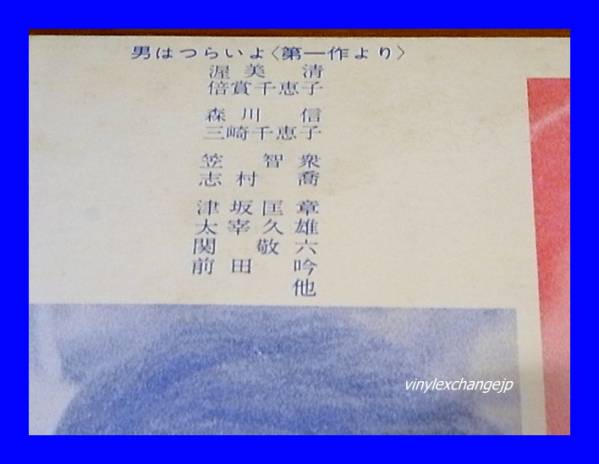 男はつらいよ〈第一作より〉
渥美 清
倍賞千恵子
森川 信
三崎千恵子
笠 智衆
志村 喬
津坂匡章
太宰久雄
関 敬六
前田 吟
他
vinylexchangejp